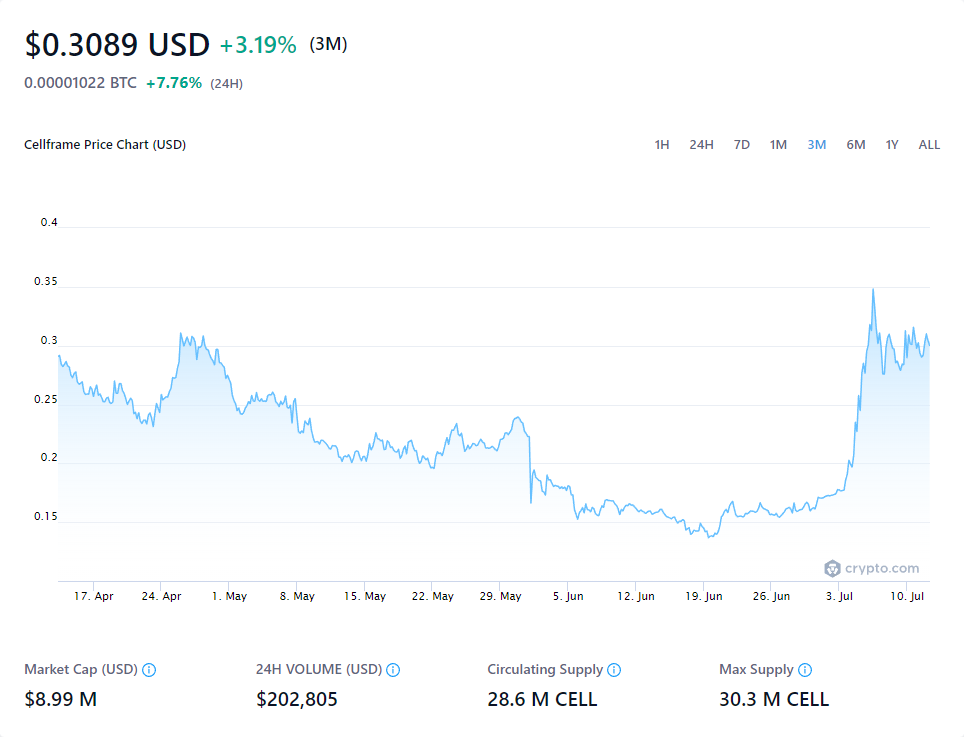 $0.3089 USD +3.19% (3M)
0.00001022 BTC +7.76% (24H)
Cellframe Price Chart (USD) 1H 24H 7D 1M 3M 6M 1Y ALL
0.4
0.35
0.3
0.25
0.2
0.15
crypto.com
17. Apr 24. Apr 1. May 8. May 15. May 22. May 29. May 5. Jun 12. Jun 19. Jun 26. Jun 3. Jul 10. Jul
Market Cap (USD) 24H VOLUME (USD) Circulating Supply Max Supply
$8.99 M $202,805 28.6 M CELL 30.3 M CELL